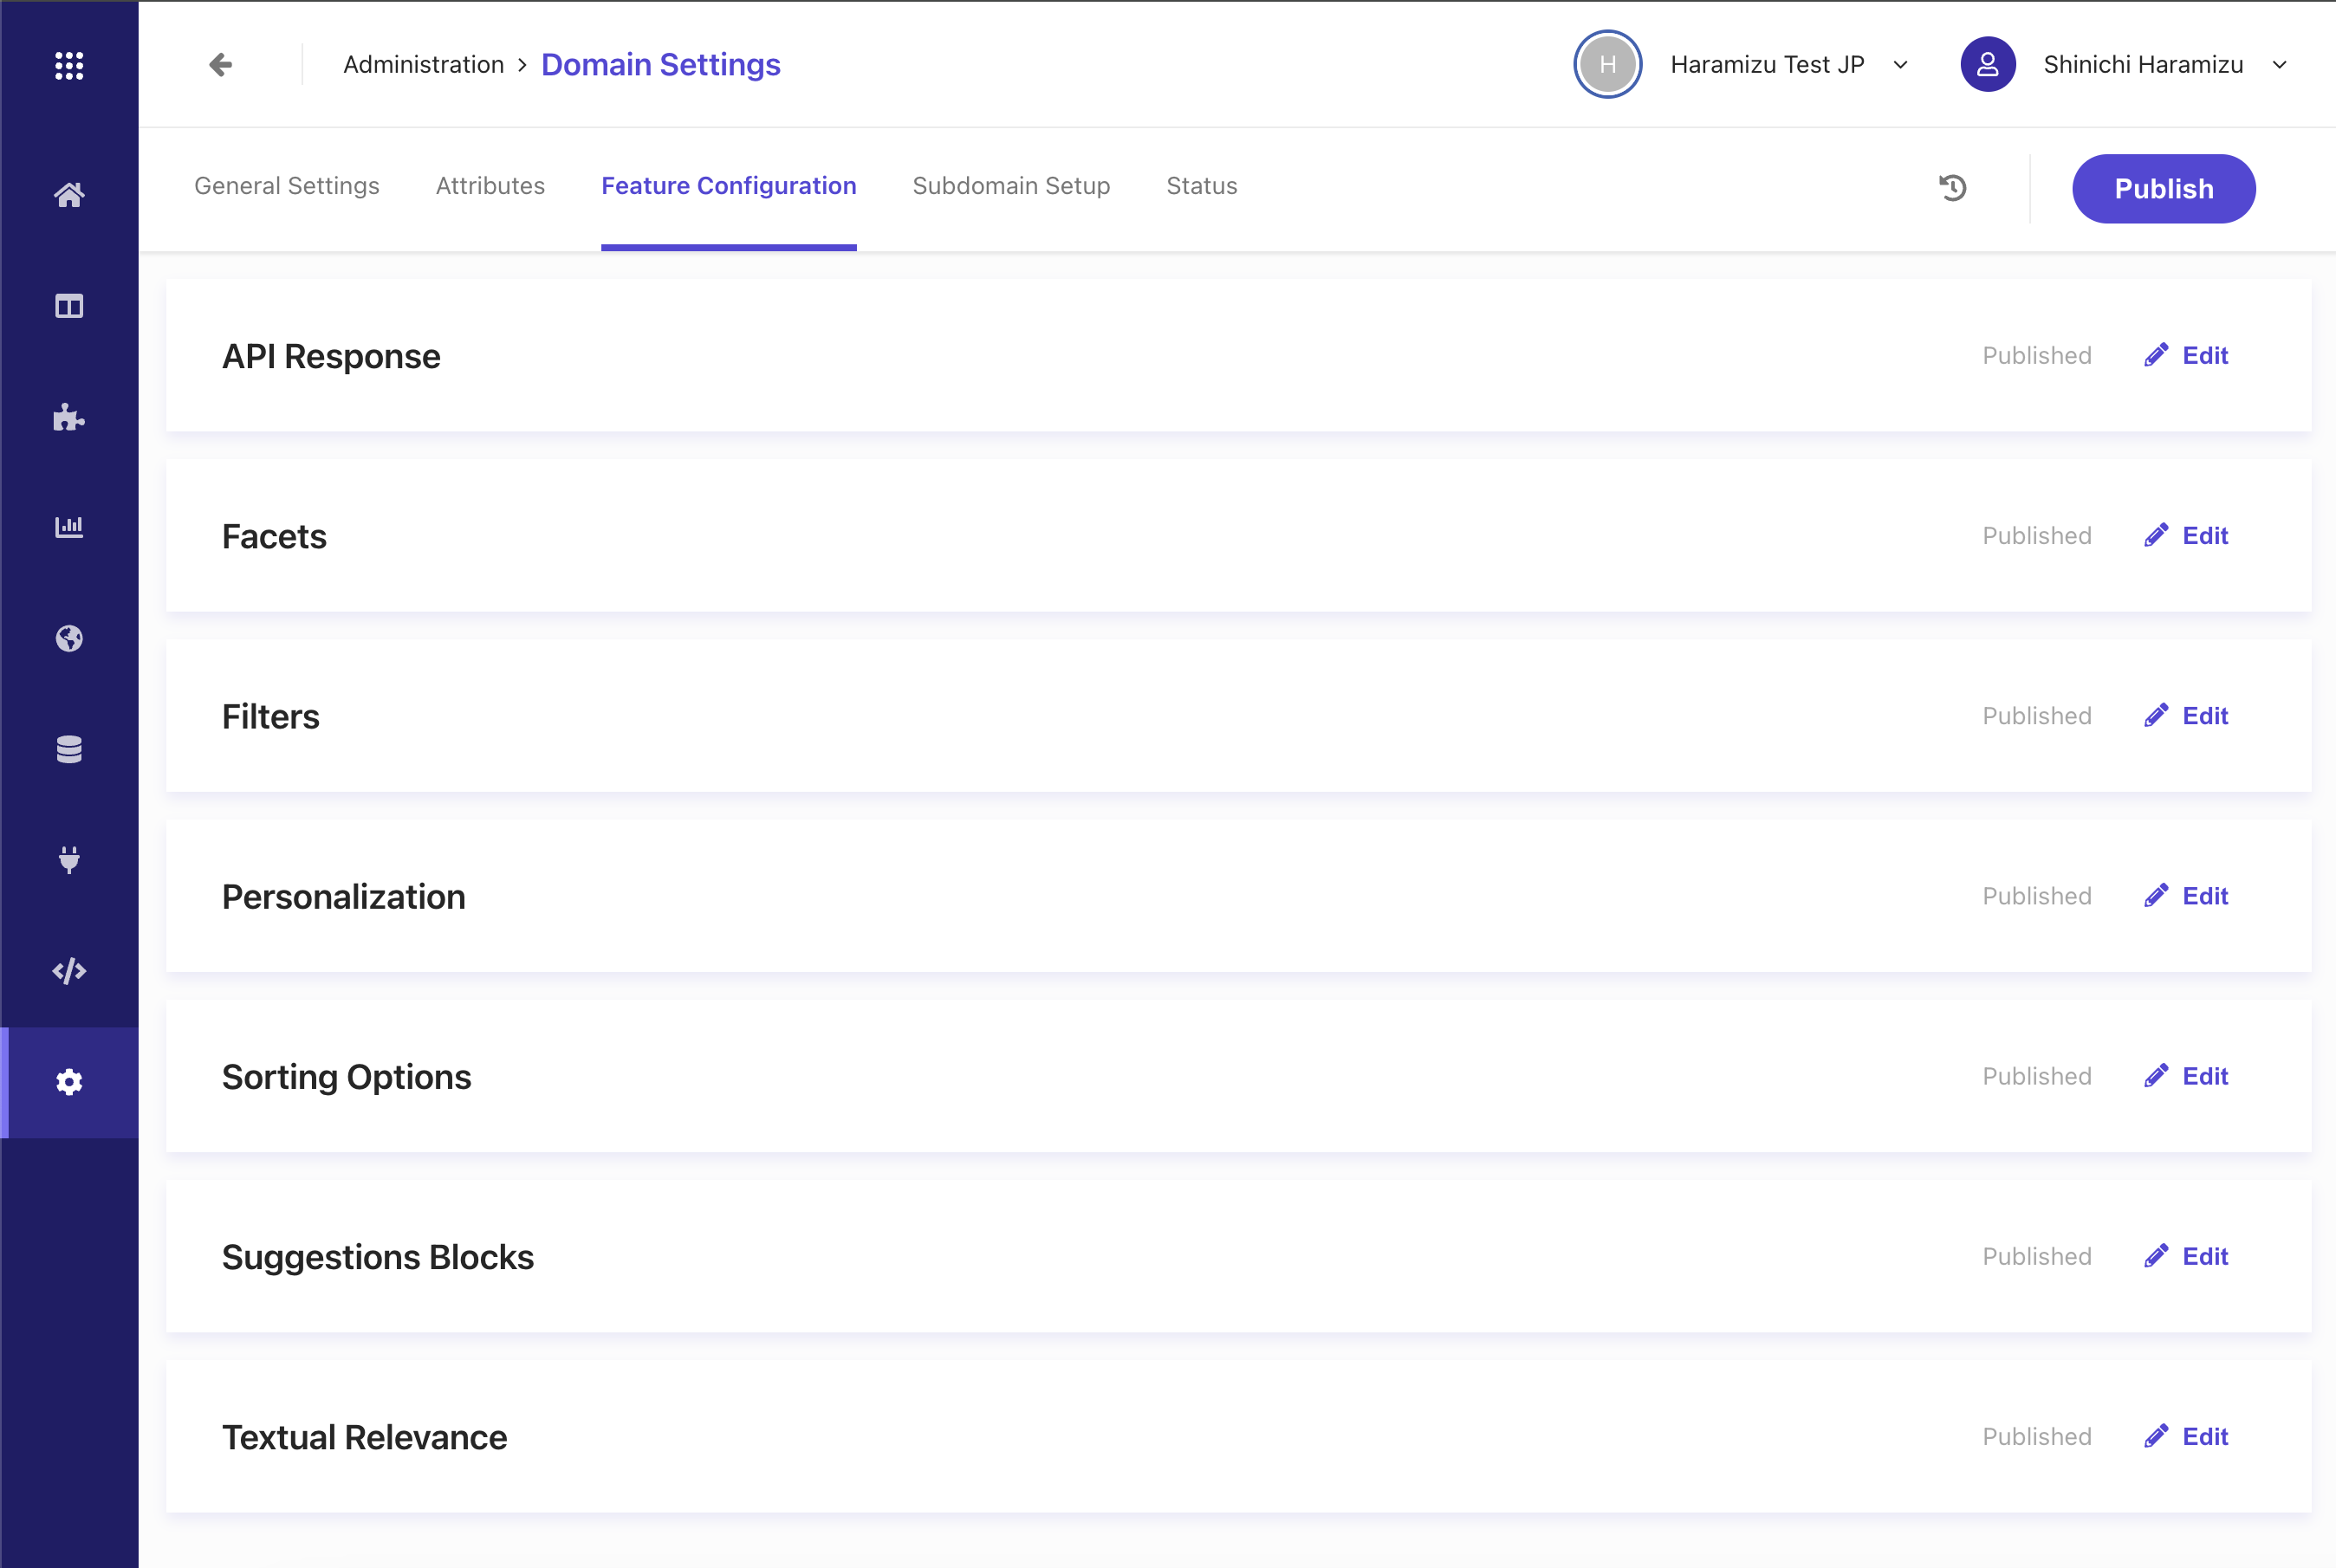 Administration > Domain Settings
H Haramizu Test JP Shinichi Haramizu
General Settings Attributes Feature Configuration Subdomain Setup Status Publish
API Response Published Edit
Facets Published Edit
Filters Published Edit
Personalization Published Edit
Sorting Options Published Edit
Suggestions Blocks Published Edit
Textual Relevance Published Edit